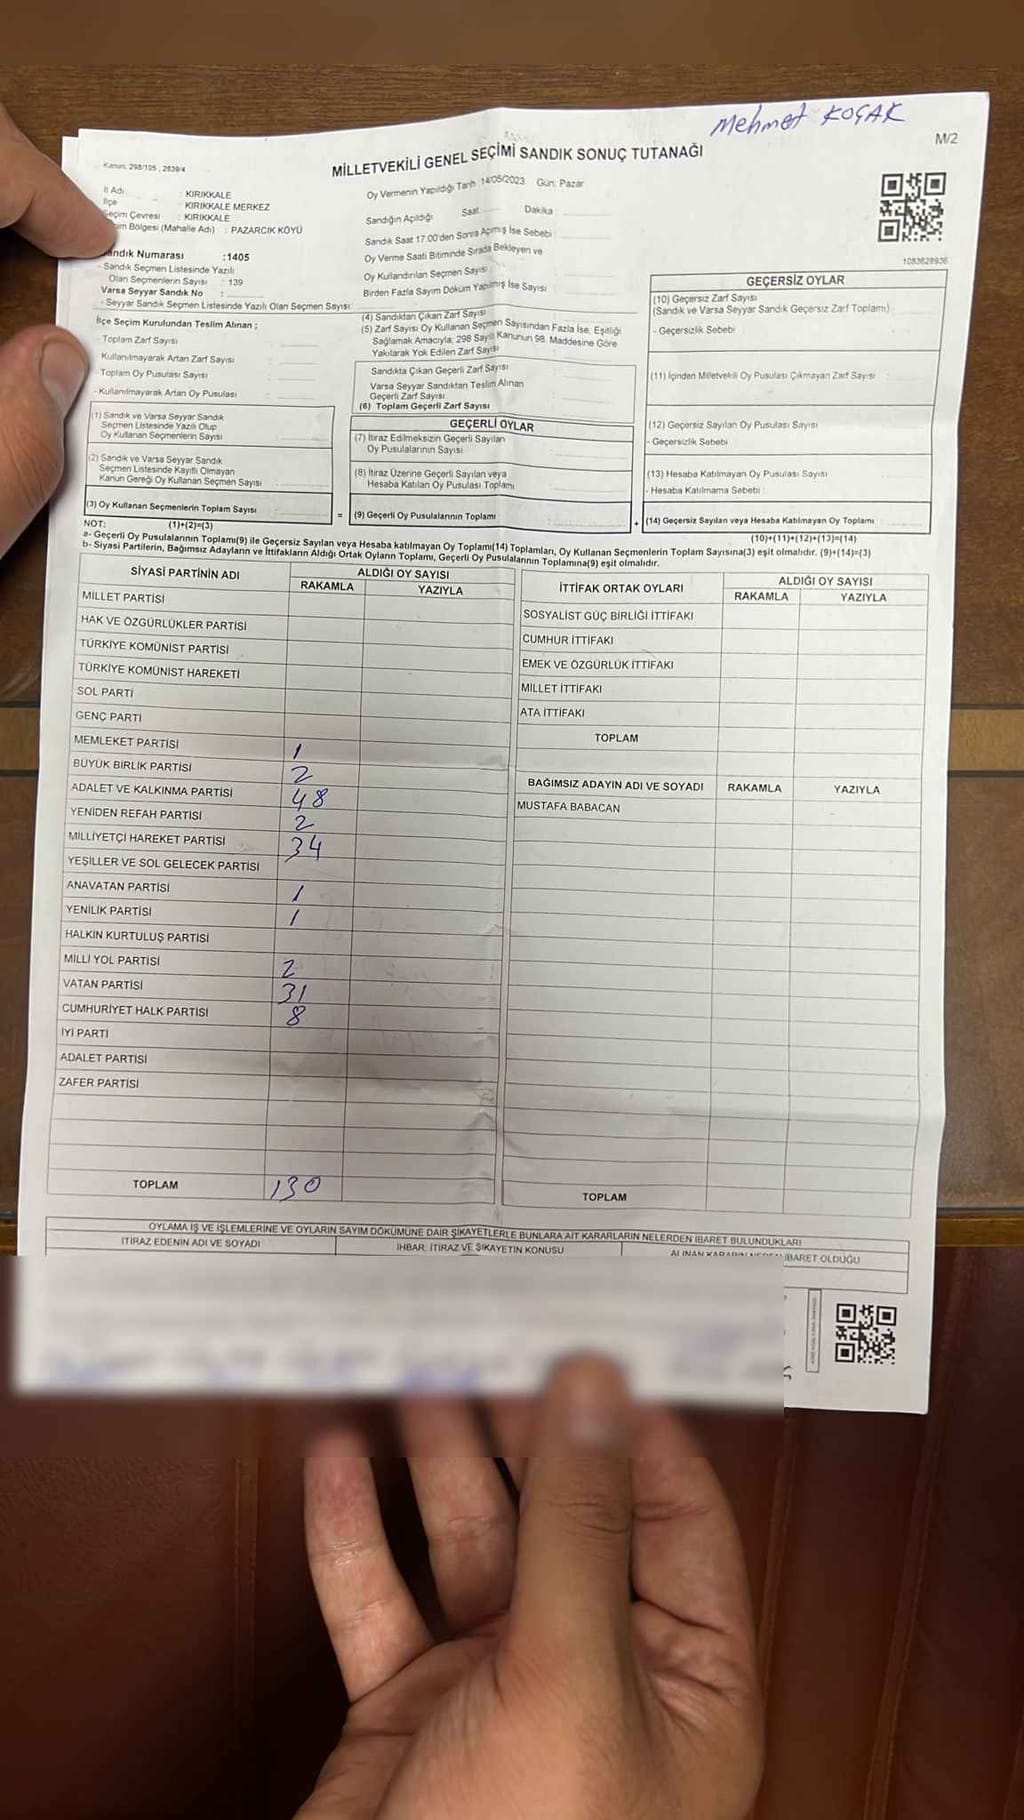 Mehmet KOÇAK
M/2
Kanun: 298/105 , 2839/4
MİLLETVEKİLİ GENEL SEÇİMİ SANDIK SONUÇ TUTANAĞI
İl Adı : KIRIKKALE
İlçe : KIRIKKALE MERKEZ
Seçim Çevresi : KIRIKKALE
Bölgesi (Mahalle Adı) : PAZARCIK KÖYÜ
Sandık Numarası :1405
- Sandık Seçmen Listesinde Yazılı
Olan Seçmenlerin Sayısı : 139
Varsa Seyyar Sandık No :
- Seyyar Sandık Seçmen Listesinde Yazılı Olan Seçmen Sayısı
Oy Vermenin Yapıldığı Tarih :14/05/2023 Gün: Pazar
Sandığın Açıldığı Saat Dakika
Sandık Saat 17:00'den Sonra Açılmış İse Sebebi
Oy Verme Saati Bitiminde Sırada Bekleyen ve
Oy Kullandırılan Seçmen Sayısı
Birden Fazla Sayım Döküm Yapılmış İse Sayısı
1083628936
İlçe Seçim Kurulundan Teslim Alınan ;
- Toplam Zarf Sayısı
Kullanılmayarak Artan Zarf Sayısı
- Toplam Oy Pusulası Sayısı
- Kullanılmayarak Artan Oy Pusulası
(4) Sandıktan Çıkan Zarf Sayısı
(5) Zarf Sayısı Oy Kullanan Seçmen Sayısından Fazla İse, Eşitliği
Sağlamak Amacıyla, 298 Sayılı Kanunun 98. Maddesine Göre
Yakılarak Yok Edilen Zarf Sayısı
Sandıkta Çıkan Geçerli Zarf Sayısı
Varsa Seyyar Sandıktan Teslim Alınan
Geçerli Zarf Sayısı
(6) Toplam Geçerli Zarf Sayısı
GEÇERSİZ OYLAR
(10) Geçersiz Zarf Sayısı
(Sandık ve Varsa Seyyar Sandık Geçersiz Zarf Toplamı)
- Geçersizlik Sebebi
(11) İçinden Milletvekili Oy Pusulası Çıkmayan Zarf Sayısı
(12) Geçersiz Sayılan Oy Pusulası Sayısı
- Geçersizlik Sebebi
(13) Hesaba Katılmayan Oy Pusulası Sayısı
- Hesaba Katılmama Sebebi
(1) Sandık ve Varsa Seyyar Sandık
Seçmen Listesinde Yazılı Olup
Oy Kullanan Seçmenlerin Sayısı
(2) Sandık ve Varsa Seyyar Sandık
Seçmen Listesinde Kayıtlı Olmayan
Kanun Gereği Oy Kullanan Seçmen Sayısı
GEÇERLİ OYLAR
(7) İtiraz Edilmeksizin Geçerli Sayılan
Oy Pusulalarının Sayısı
(8) İtiraz Üzerine Geçerli Sayılan veya
Hesaba Katılan Oy Pusulası Toplamı
(3) Oy Kullanan Seçmenlerin Toplam Sayısı = (9) Geçerli Oy Pusulalarının Toplamı + (14) Geçersiz Sayılan veya Hesaba Katılmayan Oy Toplamı
NOT: (1)+(2)=(3) (10)+(11)+(12)+(13)=(14)
a- Geçerli Oy Pusulalarının Toplamı(9) ile Geçersiz Sayılan veya Hesaba katılmayan Oy Toplamı(14) Toplamları, Oy Kullanan Seçmenlerin Toplam Sayısına(3) eşit olmalıdır. (9)+(14)=(3)
b- Siyasi Partilerin, Bağımsız Adayların ve İttifakların Aldığı Ortak Oyların Toplamı, Geçerli Oy Pusulalarının Toplamına(9) eşit olmalıdır.
SİYASİ PARTİNİN ADI ALDIĞI OY SAYISI
RAKAMLA YAZIYLA
MİLLET PARTİSİ
HAK VE ÖZGÜRLÜKLER PARTİSİ
TÜRKİYE KOMÜNİST PARTİSİ
TÜRKİYE KOMÜNİST HAREKETİ
SOL PARTİ
GENÇ PARTİ
MEMLEKET PARTİSİ 1
BÜYÜK BİRLİK PARTİSİ 2
ADALET VE KALKINMA PARTİSİ 48
YENİDEN REFAH PARTİSİ 2
MİLLİYETÇİ HAREKET PARTİSİ 34
YEŞİLLER VE SOL GELECEK PARTİSİ
ANAVATAN PARTİSİ 1
YENİLİK PARTİSİ 1
HALKIN KURTULUŞ PARTİSİ
MİLLİ YOL PARTİSİ 2
VATAN PARTİSİ 31
CUMHURİYET HALK PARTİSİ 8
İYİ PARTİ
ADALET PARTİSİ
ZAFER PARTİSİ
TOPLAM 130
İTTİFAK ORTAK OYLARI ALDIĞI OY SAYISI
RAKAMLA YAZIYLA
SOSYALİST GÜÇ BİRLİĞİ İTTİFAKI
CUMHUR İTTİFAKI
EMEK VE ÖZGÜRLÜK İTTİFAKI
MİLLET İTTİFAKI
ATA İTTİFAKI
TOPLAM
BAĞIMSIZ ADAYIN ADI VE SOYADI RAKAMLA YAZIYLA
MUSTAFA BABACAN
TOPLAM
OYLAMA İŞ VE İŞLEMLERİNE VE OYLARIN SAYIM DÖKÜMÜNE DAİR ŞİKAYETLERLE BUNLARA AİT KARARLARIN NELERDEN İBARET BULUNDUKLARI
İTİRAZ EDENİN ADI VE SOYADI İHBAR, İTİRAZ VE ŞİKAYETİN KONUSU ALINAN KARARIN NEDEN İBARET OLDUĞU